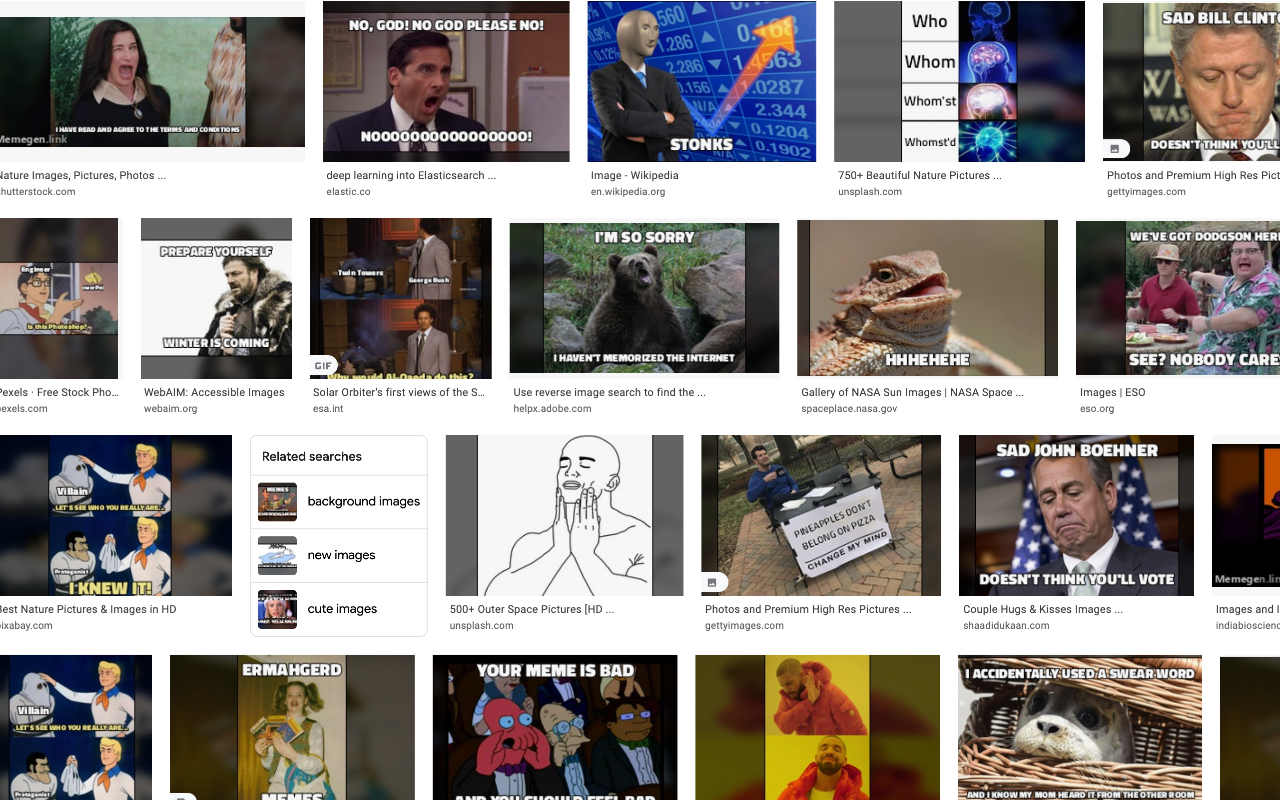 I HAVE READ AND AGREE TO THE TERMS AND CONDITIONS
Memegen.link
Nature Images, Pictures, Photos ...
shutterstock.com
NO, GOD! NO GOD PLEASE NO!
NOOOOOOOOOOOOOOO!
deep learning into Elasticsearch ...
elastic.co
STONKS
Image - Wikipedia
en.wikipedia.org
Who
Whom
Whom'st
Whomst'd
750+ Beautiful Nature Pictures ...
unsplash.com
SAD BILL CLINTO
DOESN'T THINK YOU'LL
Photos and Premium High Res Pict
gettyimages.com
Engineer
Is this Photoshop?
Pexels · Free Stock Pho...
pexels.com
PREPARE YOURSELF
WINTER IS COMING
WebAIM: Accessible Images
webaim.org
Twin Towers
George Bush
Why would Al-Qaeda do this?
GIF
Solar Orbiter's first views of the S...
esa.int
I'M SO SORRY
I HAVEN'T MEMORIZED THE INTERNET
Use reverse image search to find the ...
helpx.adobe.com
HHHEHEHE
Gallery of NASA Sun Images | NASA Space ...
spaceplace.nasa.gov
WE'VE GOT DODGSON HERE
SEE? NOBODY CARE
Images | ESO
eso.org
Villain
LET'S SEE WHO YOU REALLY ARE...
Protaganist
I KNEW IT!
Best Nature Pictures & Images in HD
pixabay.com
Related searches
background images
new images
cute images
500+ Outer Space Pictures [HD ...
unsplash.com
PINEAPPLES DON'T
BELONG ON PIZZA
CHANGE MY MIND
Photos and Premium High Res Pictures ...
gettyimages.com
SAD JOHN BOEHNER
DOESN'T THINK YOU'LL VOTE
Couple Hugs & Kisses Images ...
shaadidukaan.com
Memegen.link
Images and I
indiabioscienc
Villain
LET'S SEE WHO YOU REALLY ARE...
Protaganist
ERMAHGERD
MEMES
YOUR MEME IS BAD
AND YOU SHOULD FEEL BAD
I ACCIDENTALLY USED A SWEAR WORD
AND I KNOW MY MOM HEARD IT FROM THE OTHER ROOM